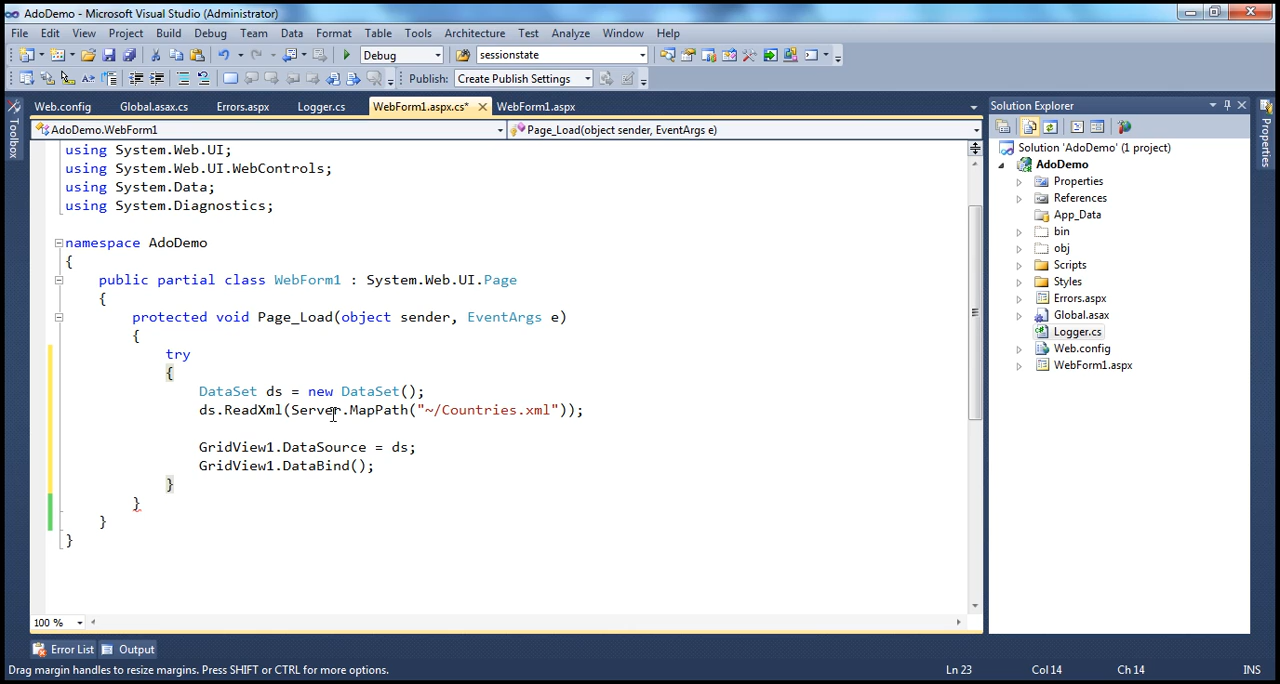 AdoDemo - Microsoft Visual Studio (Administrator)
File Edit View Project Build Debug Team Data Format Table Tools Architecture Test Analyze Window Help
Debug sessionstate
Publish: Create Publish Settings
Web.config Global.asax.cs Errors.aspx Logger.cs WebForm1.aspx.cs* WebForm1.aspx
Solution Explorer
Toolbox
Properties
AdoDemo.WebForm1 Page_Load(object sender, EventArgs e)
using System.Web.UI;
using System.Web.UI.WebControls;
using System.Data;
using System.Diagnostics;
namespace AdoDemo
{
public partial class WebForm1 : System.Web.UI.Page
{
protected void Page_Load(object sender, EventArgs e)
{
try
{
DataSet ds = new DataSet();
ds.ReadXml(Server.MapPath("~/Countries.xml"));
GridView1.DataSource = ds;
GridView1.DataBind();
}
}
}
}
Solution 'AdoDemo' (1 project)
AdoDemo
Properties
References
App_Data
bin
obj
Scripts
Styles
Errors.aspx
Global.asax
Logger.cs
Web.config
WebForm1.aspx
100 %
Error List Output
Drag margin handles to resize margins. Press SHIFT or CTRL for more options. Ln 23 Col 14 Ch 14 INS